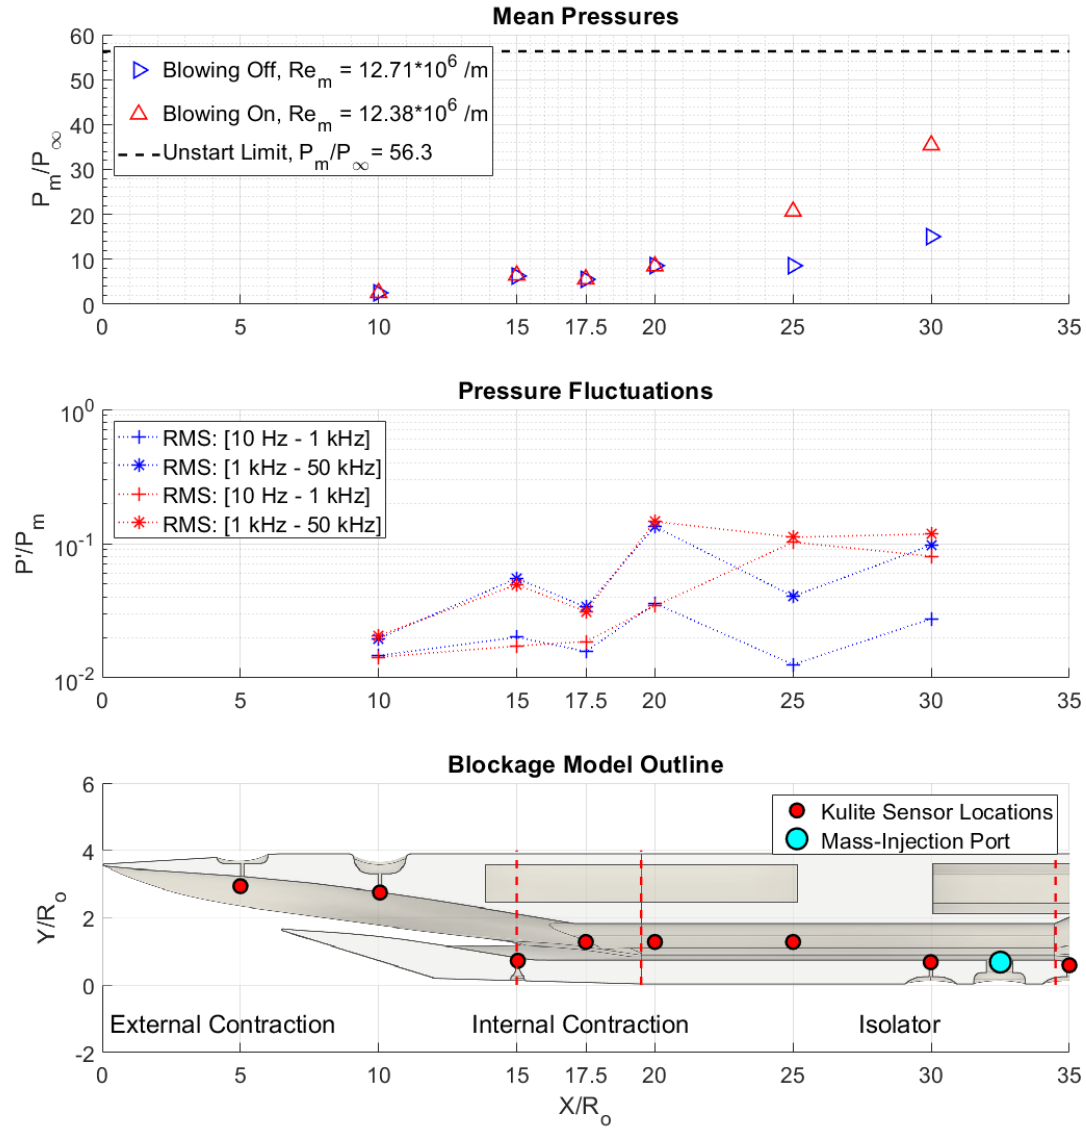 Mean Pressures
60
50
40
30
20
10
0
P_m/P_∞
Blowing Off, Re_m = 12.71*10^6 /m
Blowing On, Re_m = 12.38*10^6 /m
Unstart Limit, P_m/P_∞ = 56.3
0 5 10 15 17.5 20 25 30 35
Pressure Fluctuations
10^0
10^-1
10^-2
P'/P_m
RMS: [10 Hz - 1 kHz]
RMS: [1 kHz - 50 kHz]
RMS: [10 Hz - 1 kHz]
RMS: [1 kHz - 50 kHz]
0 5 10 15 17.5 20 25 30 35
Blockage Model Outline
6
4
2
0
-2
Y/R_o
Kulite Sensor Locations
Mass-Injection Port
External Contraction Internal Contraction Isolator
0 5 10 15 17.5 20 25 30 35
X/R_o